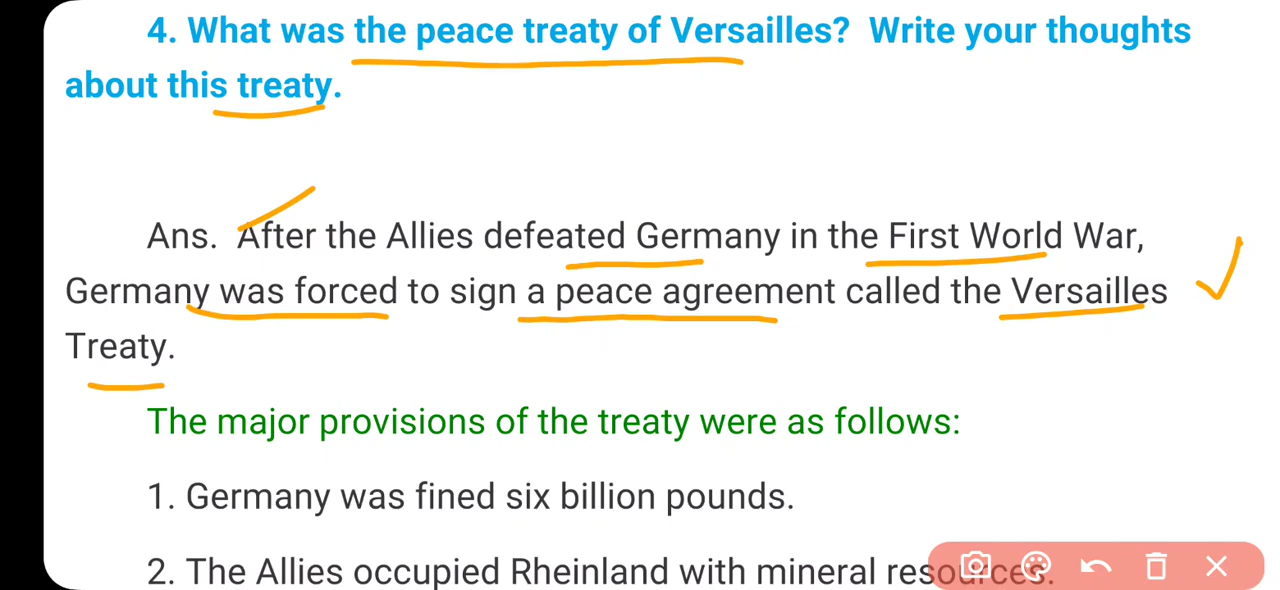 4. What was the peace treaty of Versailles? Write your thoughts
about this treaty.
Ans. After the Allies defeated Germany in the First World War,
Germany was forced to sign a peace agreement called the Versailles
Treaty.
The major provisions of the treaty were as follows:
1. Germany was fined six billion pounds.
2. The Allies occupied Rheinland with mineral resources.